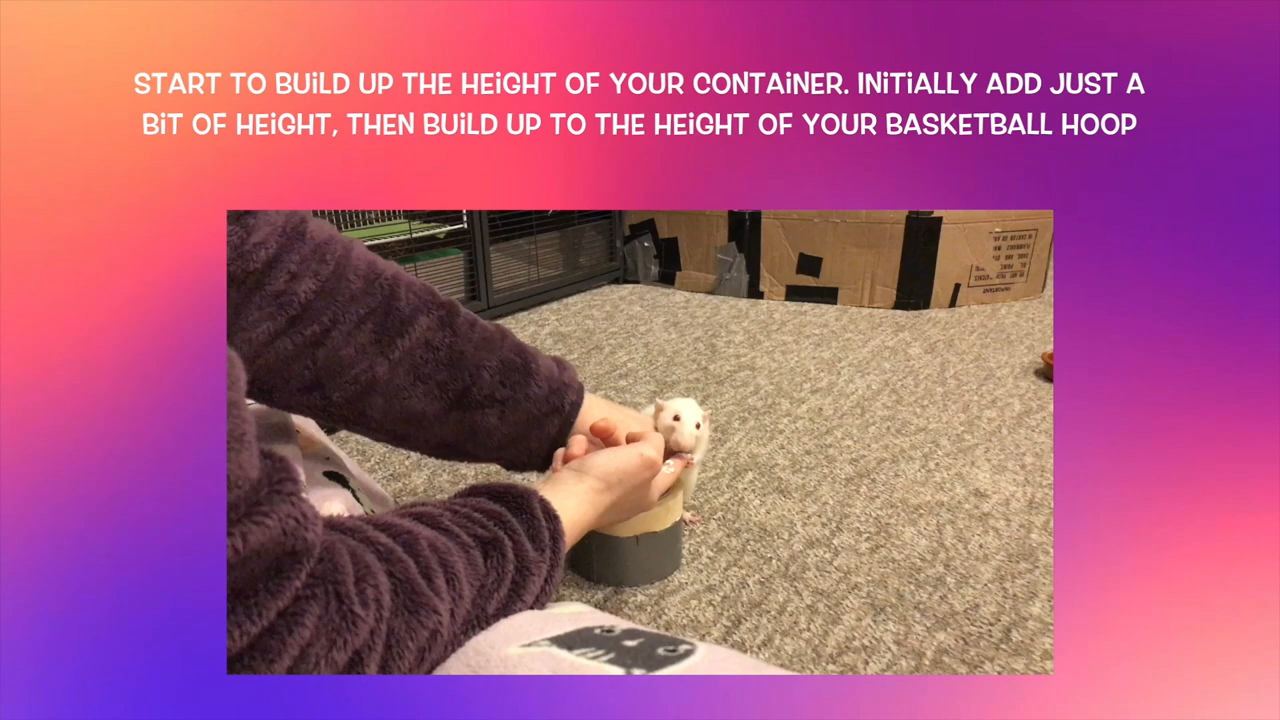 START TO BUiLD UP THE HEiGHT OF YOUR CONTAiNER. iNiTiALLY ADD JUST A
BiT OF HEiGHT, THEN BUiLD UP TO THE HEiGHT OF YOUR BASKETBALL HOOP
IMPORTANT